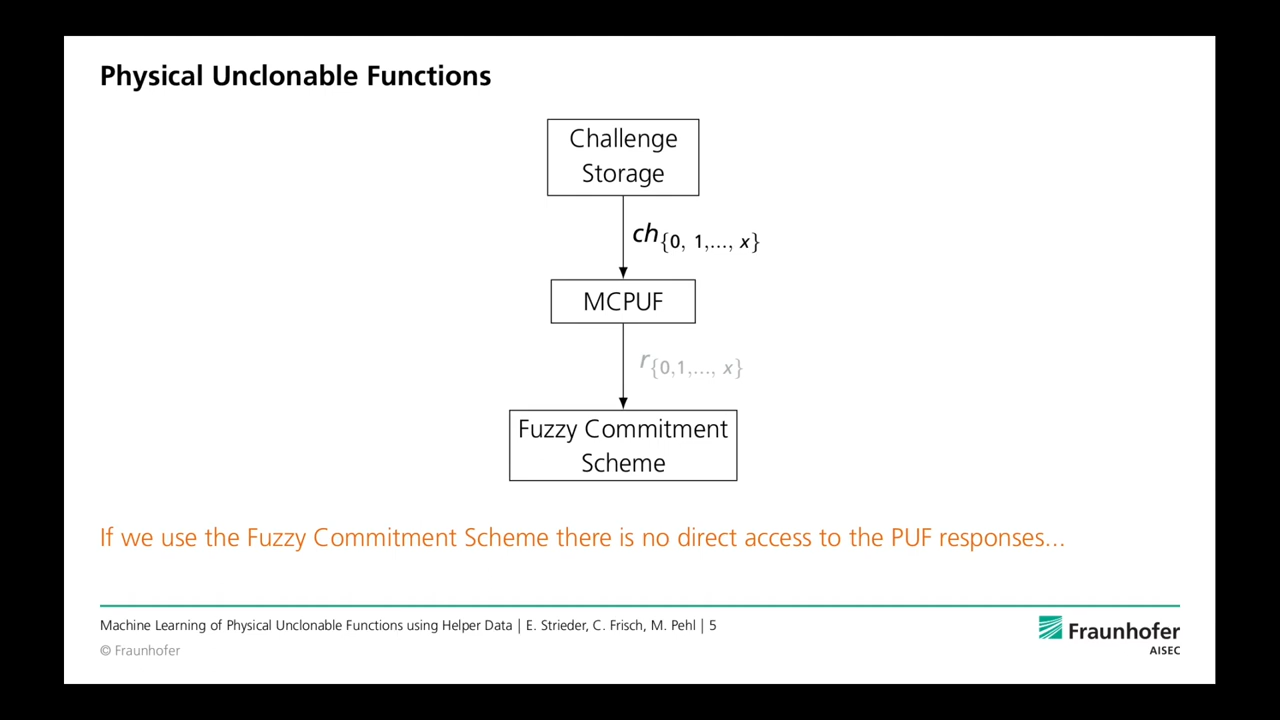 Physical Unclonable Functions
Challenge
Storage
ch{0, 1,..., x}
MCPUF
r{0,1,..., x}
Fuzzy Commitment
Scheme
If we use the Fuzzy Commitment Scheme there is no direct access to the PUF responses...
Machine Learning of Physical Unclonable Functions using Helper Data | E. Strieder, C. Frisch, M. Pehl | 5
© Fraunhofer
Fraunhofer
AISEC